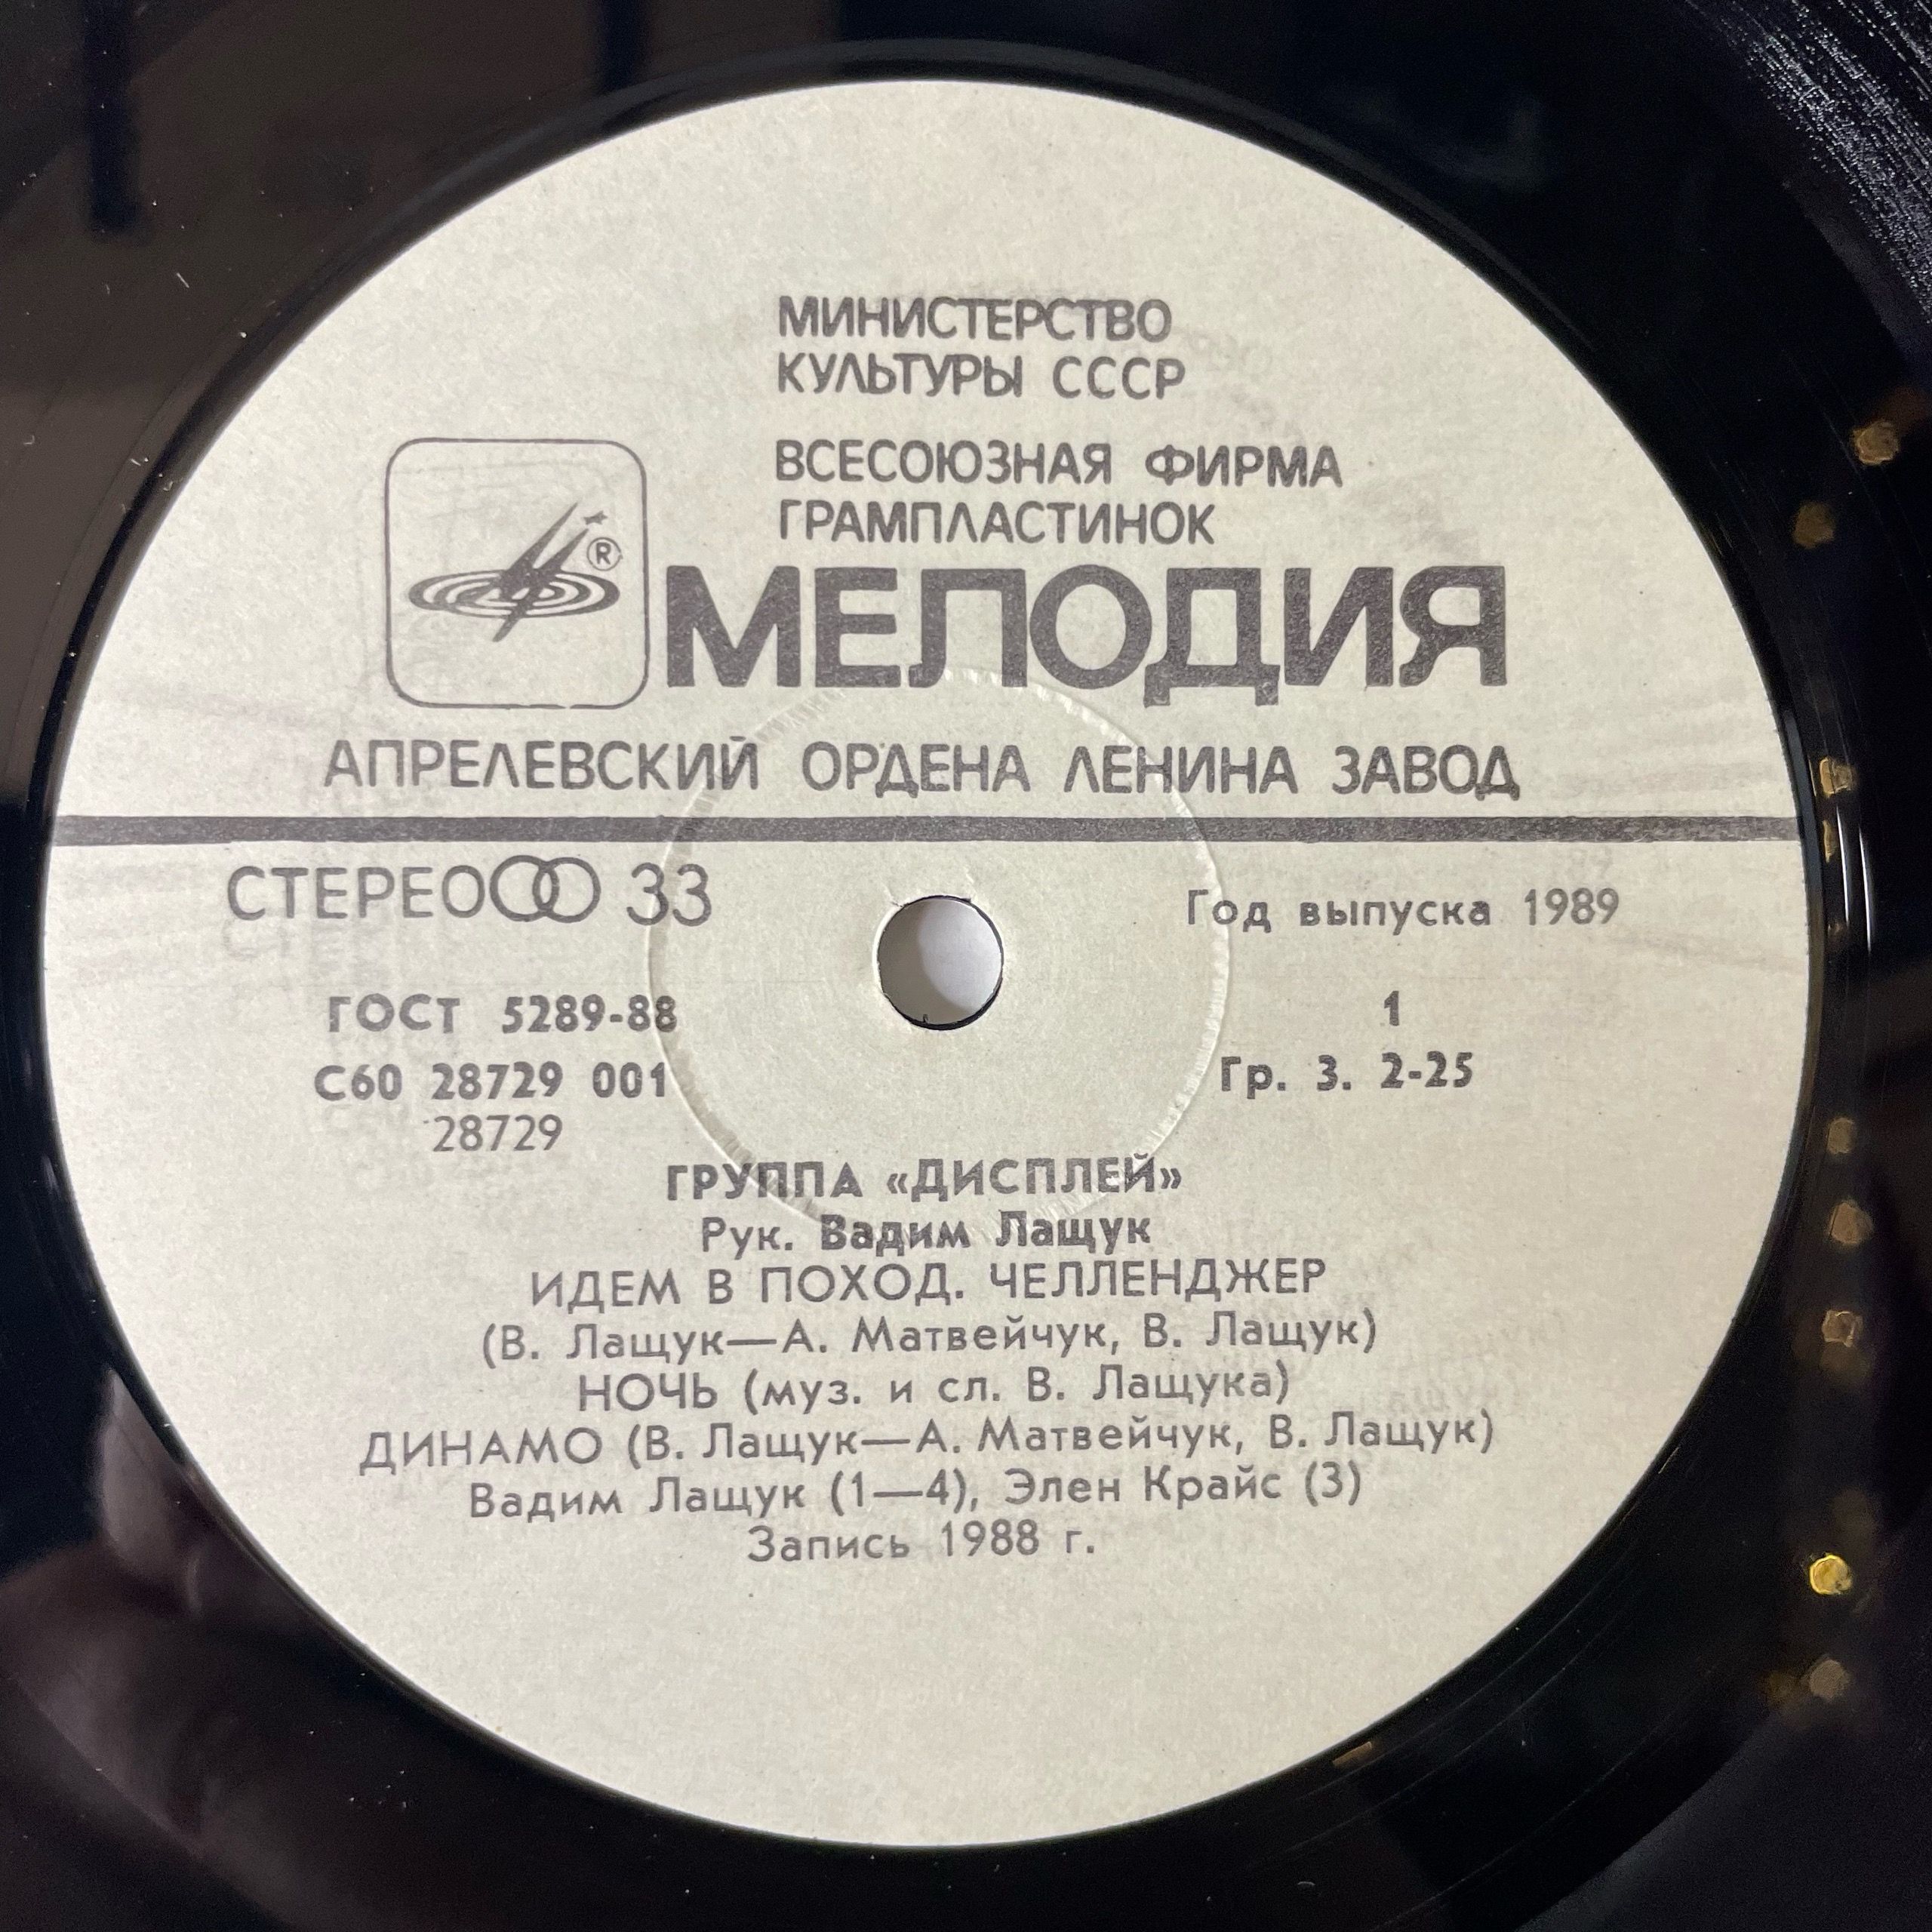 МИНИСТЕРСТВО
КУЛЬТУРЫ СССР
ВСЕСОЮЗНАЯ ФИРМА
ГРАМПЛАСТИНОК
®
МЕЛОДИЯ
АПРЕЛЕВСКИЙ ОРДЕНА ЛЕНИНА ЗАВОД
СТЕРЕО 33
Год выпуска 1989
ГОСТ 5289-88
1
С60 28729 001
Гр. 3. 2-25
28729
ГРУППА «ДИСПЛЕЙ»
Рук. Вадим Лащук
ИДЕМ В ПОХОД. ЧЕЛЛЕНДЖЕР
(В. Лащук—А. Матвейчук, В. Лащук)
НОЧЬ (муз. и сл. В. Лащука)
ДИНАМО (В. Лащук—А. Матвейчук, В. Лащук)
Вадим Лащук (1—4), Элен Крайс (3)
Запись 1988 г.